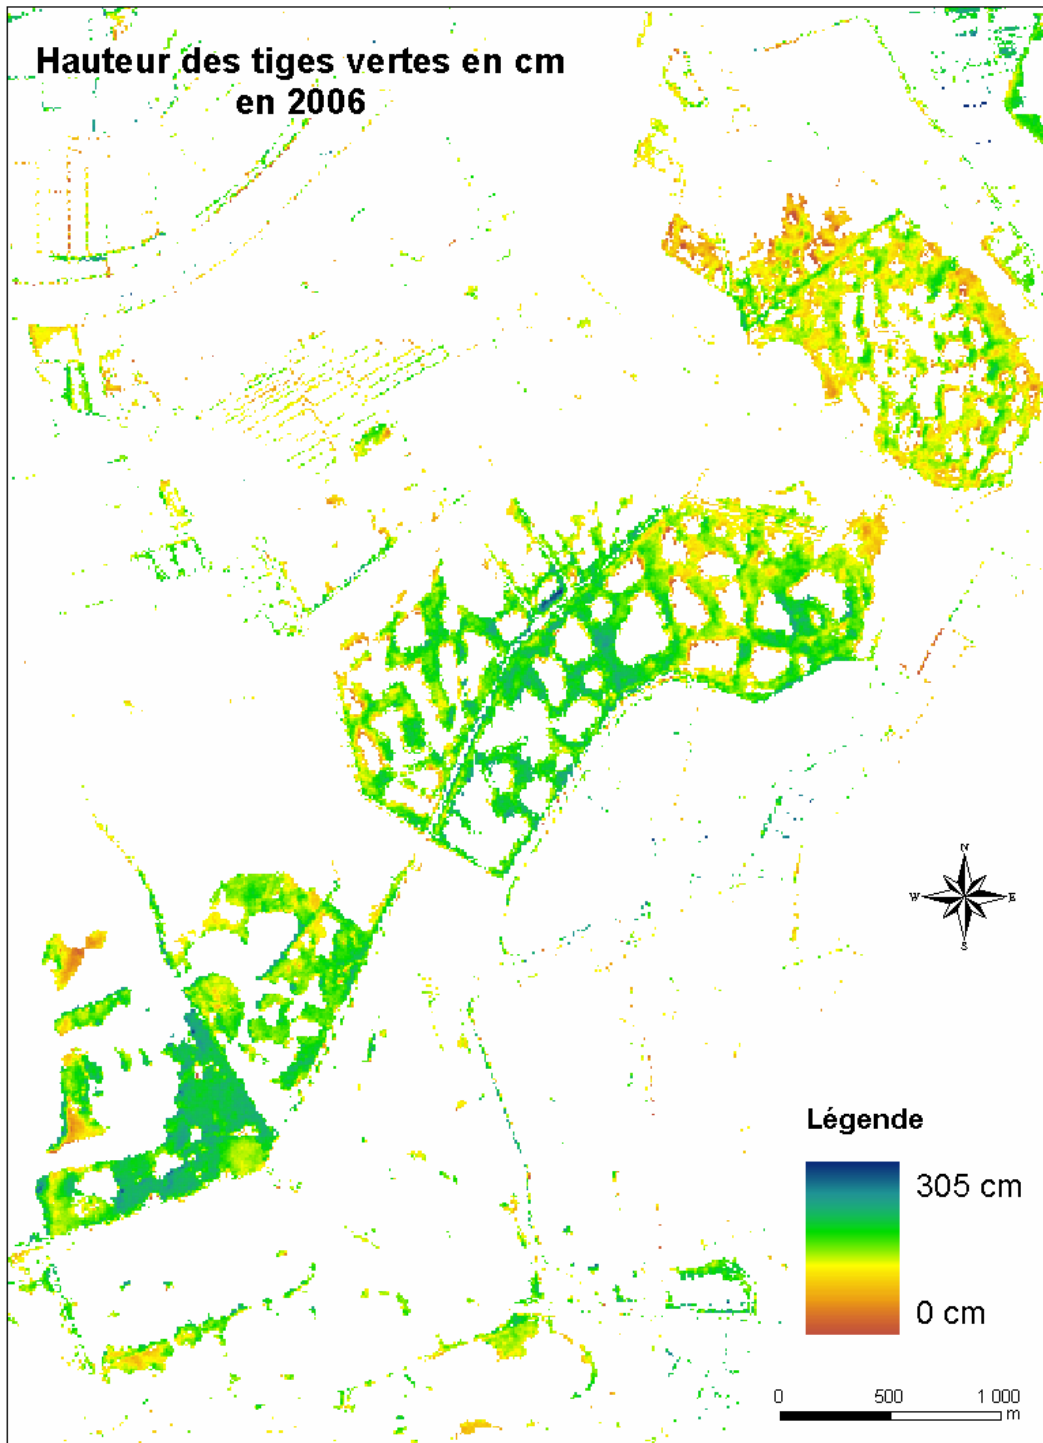 Hauteur des tiges vertes en cm
en 2006
N
W
E
S
Légende
305 cm
0 cm
0 500 1 000
m